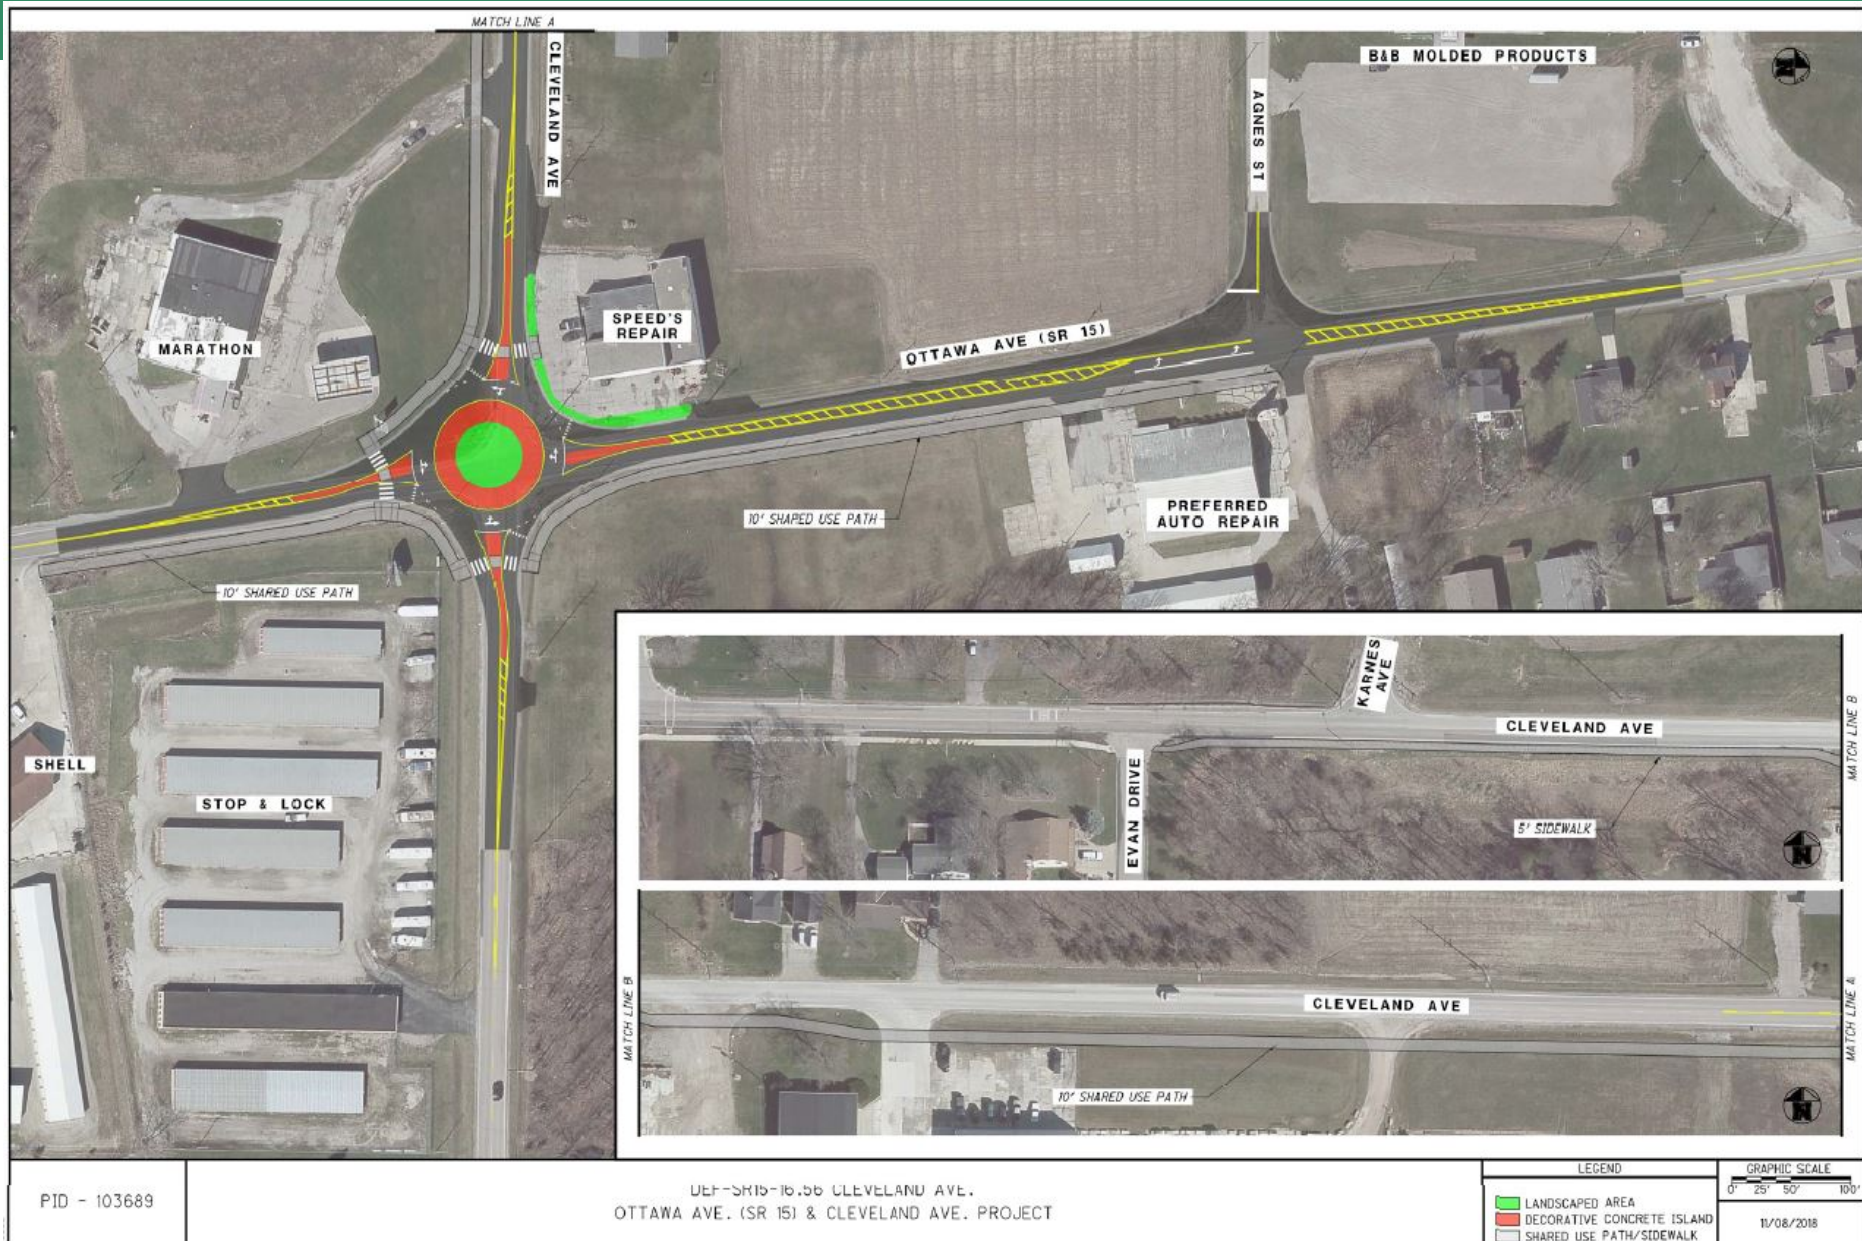 MATCH LINE A
CLEVELAND AVE
B&B MOLDED PRODUCTS
AGNES ST
SPEED'S
REPAIR
MARATHON
OTTAWA AVE (SR 15)
10' SHARED USE PATH
PREFERRED
AUTO REPAIR
10' SHARED USE PATH
SHELL
STOP & LOCK
KARNES
AVE
CLEVELAND AVE
MATCH LINE B
EVAN DRIVE
5' SIDEWALK
N
MATCH LINE B
CLEVELAND AVE
MATCH LINE A
10' SHARED USE PATH
N
PID - 103689
DEF-SR15-16.56 CLEVELAND AVE.
OTTAWA AVE. (SR 15) & CLEVELAND AVE. PROJECT
LEGEND
LANDSCAPED AREA
DECORATIVE CONCRETE ISLAND
SHARED USE PATH/SIDEWALK
GRAPHIC SCALE
0' 25' 50' 100'
11/08/2018